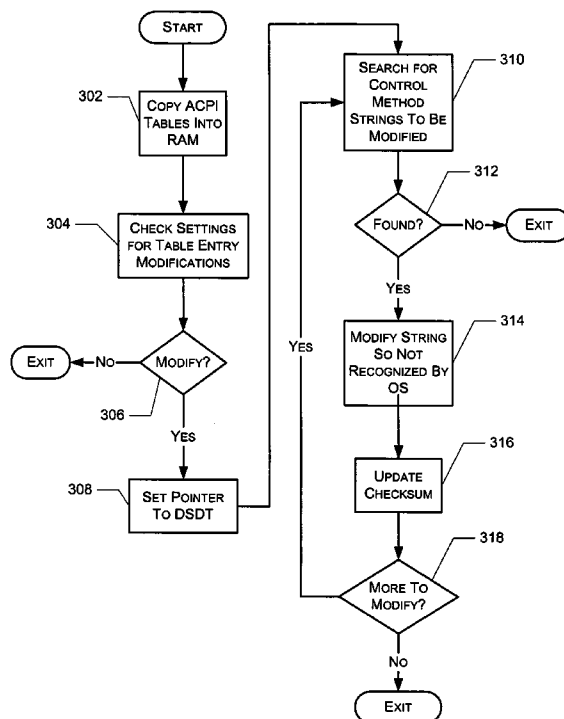 START
302
COPY ACPI
TABLES INTO
RAM
304
CHECK SETTINGS
FOR TABLE ENTRY
MODIFICATIONS
EXIT
NO
MODIFY?
306
YES
308
SET POINTER
TO DSDT
310
SEARCH FOR
CONTROL
METHOD
STRINGS TO BE
MODIFIED
312
FOUND?
NO
EXIT
YES
YES
314
MODIFY STRING
SO NOT
RECOGNIZED BY
OS
316
UPDATE
CHECKSUM
318
MORE TO
MODIFY?
NO
EXIT